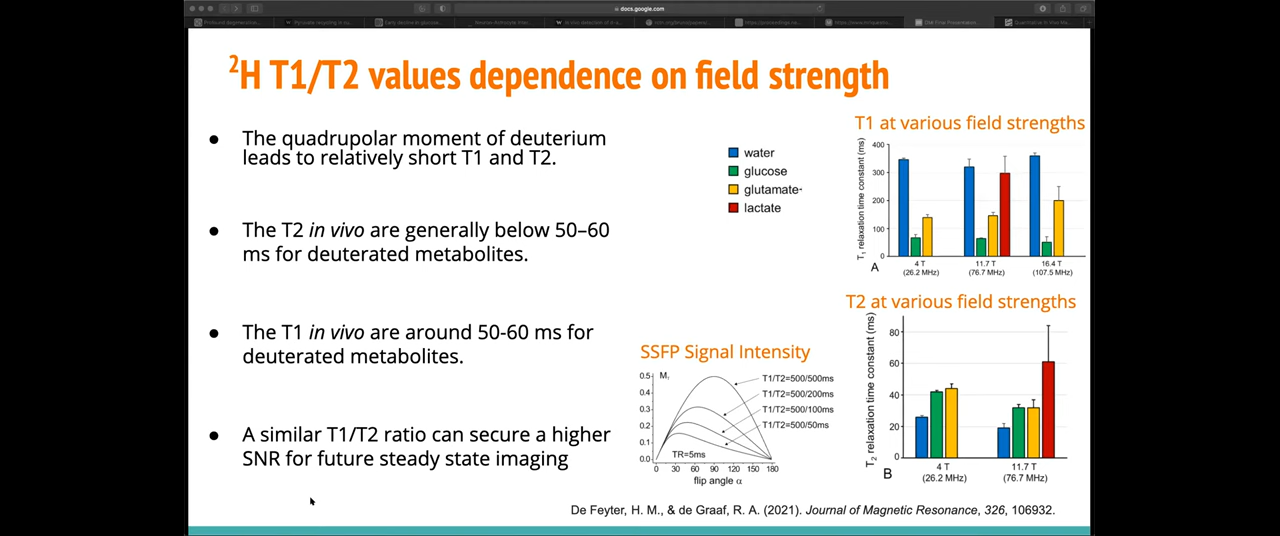 docs.google.com
²H T1/T2 values dependence on field strength
● The quadrupolar moment of deuterium
leads to relatively short T1 and T2.
● The T2 in vivo are generally below 50–60
ms for deuterated metabolites.
● The T1 in vivo are around 50-60 ms for
deuterated metabolites.
● A similar T1/T2 ratio can secure a higher
SNR for future steady state imaging
water
glucose
glutamate-
lactate
SSFP Signal Intensity
0.5
0.4
0.3
0.2
0.1
0.0
M
T1/T2=500/500ms
T1/T2=500/200ms
T1/T2=500/100ms
T1/T2=500/50ms
TR=5ms
0 30 60 90 120 150 180
flip angle α
T1 at various field strengths
T₁ relaxation time constant (ms)
400
300
200
100
0
A
4 T 11.7 T 16.4 T
(26.2 MHz) (76.7 MHz) (107.5 MHz)
T2 at various field strengths
T₂ relaxation time constant (ms)
80
60
40
20
0
B
4 T 11.7 T
(26.2 MHz) (76.7 MHz)
De Feyter, H. M., & de Graaf, R. A. (2021). Journal of Magnetic Resonance, 326, 106932.